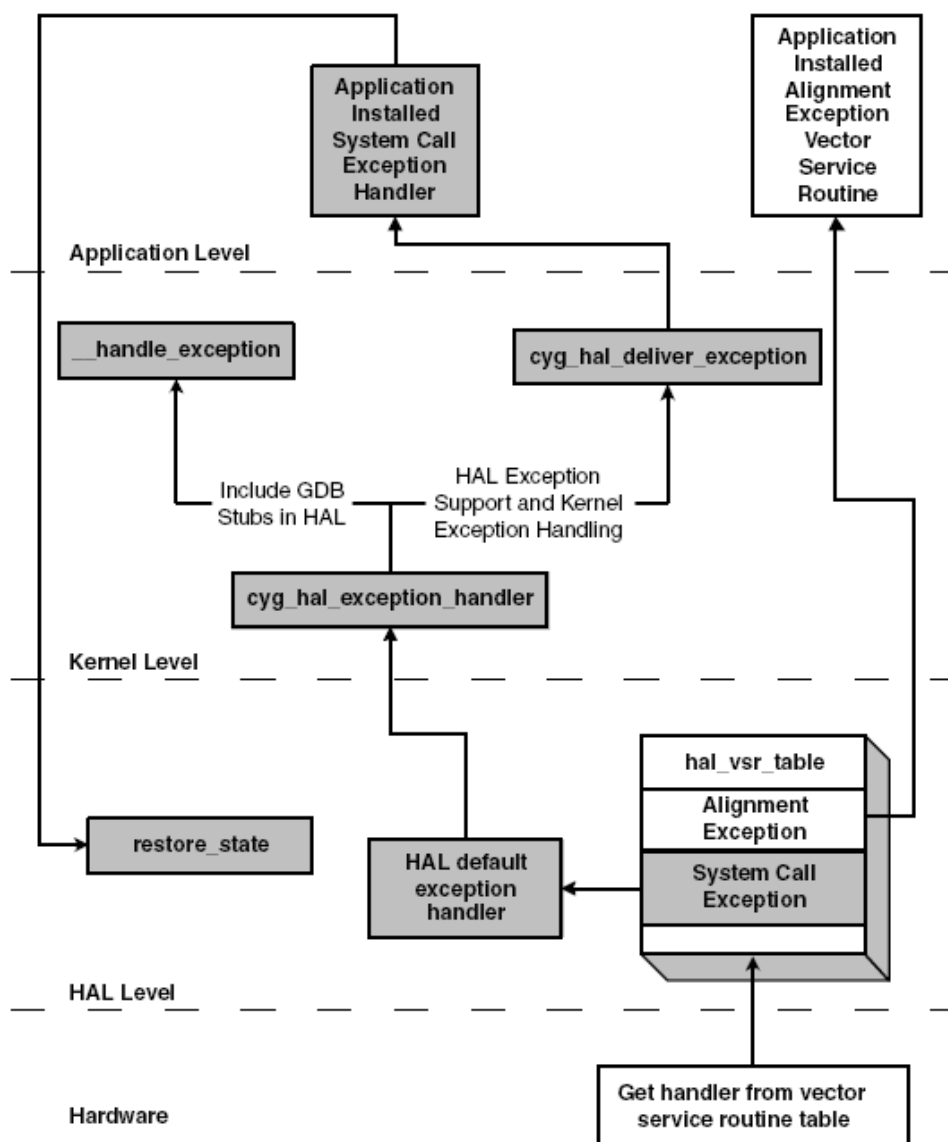 Application
Installed
System Call
Exception
Handler
Application
Installed
Alignment
Exception
Vector
Service
Routine
Application Level
__handle_exception
cyg_hal_deliver_exception
Include GDB
Stubs in HAL
HAL Exception
Support and Kernel
Exception Handling
cyg_hal_exception_handler
Kernel Level
hal_vsr_table
Alignment
Exception
System Call
Exception
restore_state
HAL default
exception
handler
HAL Level
Get handler from vector
service routine table
Hardware